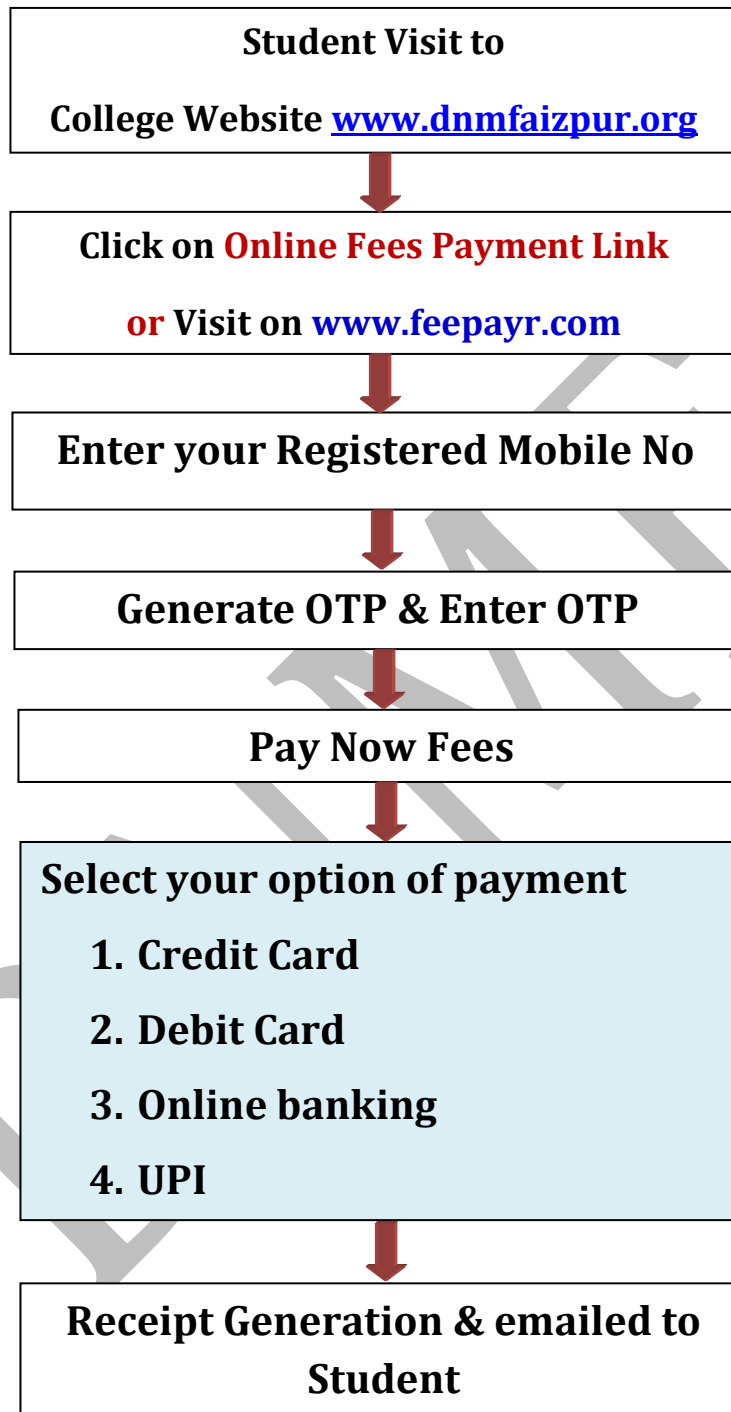 Student Visit to
College Website www.dnmfaizpur.org
Click on Online Fees Payment Link
or Visit on www.feepayr.com
Enter your Registered Mobile No
Generate OTP & Enter OTP
Pay Now Fees
Select your option of payment
1. Credit Card
2. Debit Card
3. Online banking
4. UPI
Receipt Generation & emailed to
Student